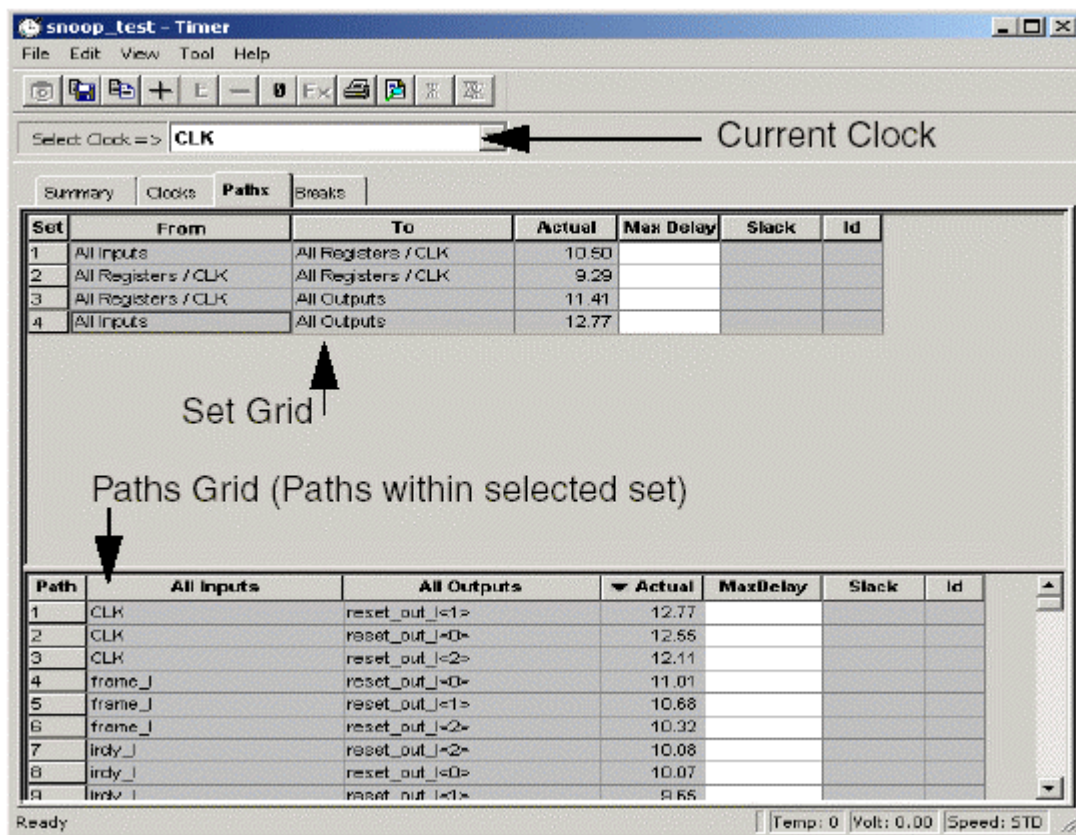 snoop_test - Timer
File Edit View Tool Help
E 0 Ex
Select Clock => CLK
Current Clock
Summary Clocks Paths Breaks
Set From To Actual Max Delay Slack Id
1 All Inputs All Registers / CLK 10.50
2 All Registers / CLK All Registers / CLK 9.29
3 All Registers / CLK All Outputs 11.41
4 All Inputs All Outputs 12.77
Set Grid
Paths Grid (Paths within selected set)
Path All Inputs All Outputs Actual MaxDelay Slack Id
1 CLK reset_out_l<1> 12.77
2 CLK reset_out_l<0> 12.55
3 CLK reset_out_l<2> 12.11
4 frame_l reset_out_l<0> 11.01
5 frame_l reset_out_l<1> 10.68
6 frame_l reset_out_l<2> 10.32
7 irdy_l reset_out_l<2> 10.08
8 irdy_l reset_out_l<0> 10.07
9 irdy_l reset_out_l<1>
Ready Temp: 0 Volt: 0.00 Speed: STD